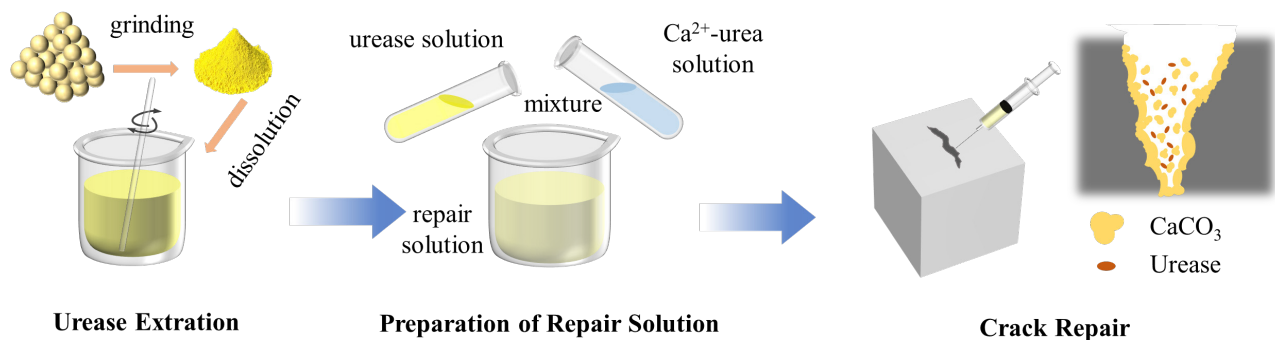 grinding
dissolution
Urease Extration
urease solution
Ca²⁺-urea
solution
mixture
repair
solution
Preparation of Repair Solution
CaCO₃
Urease
Crack Repair